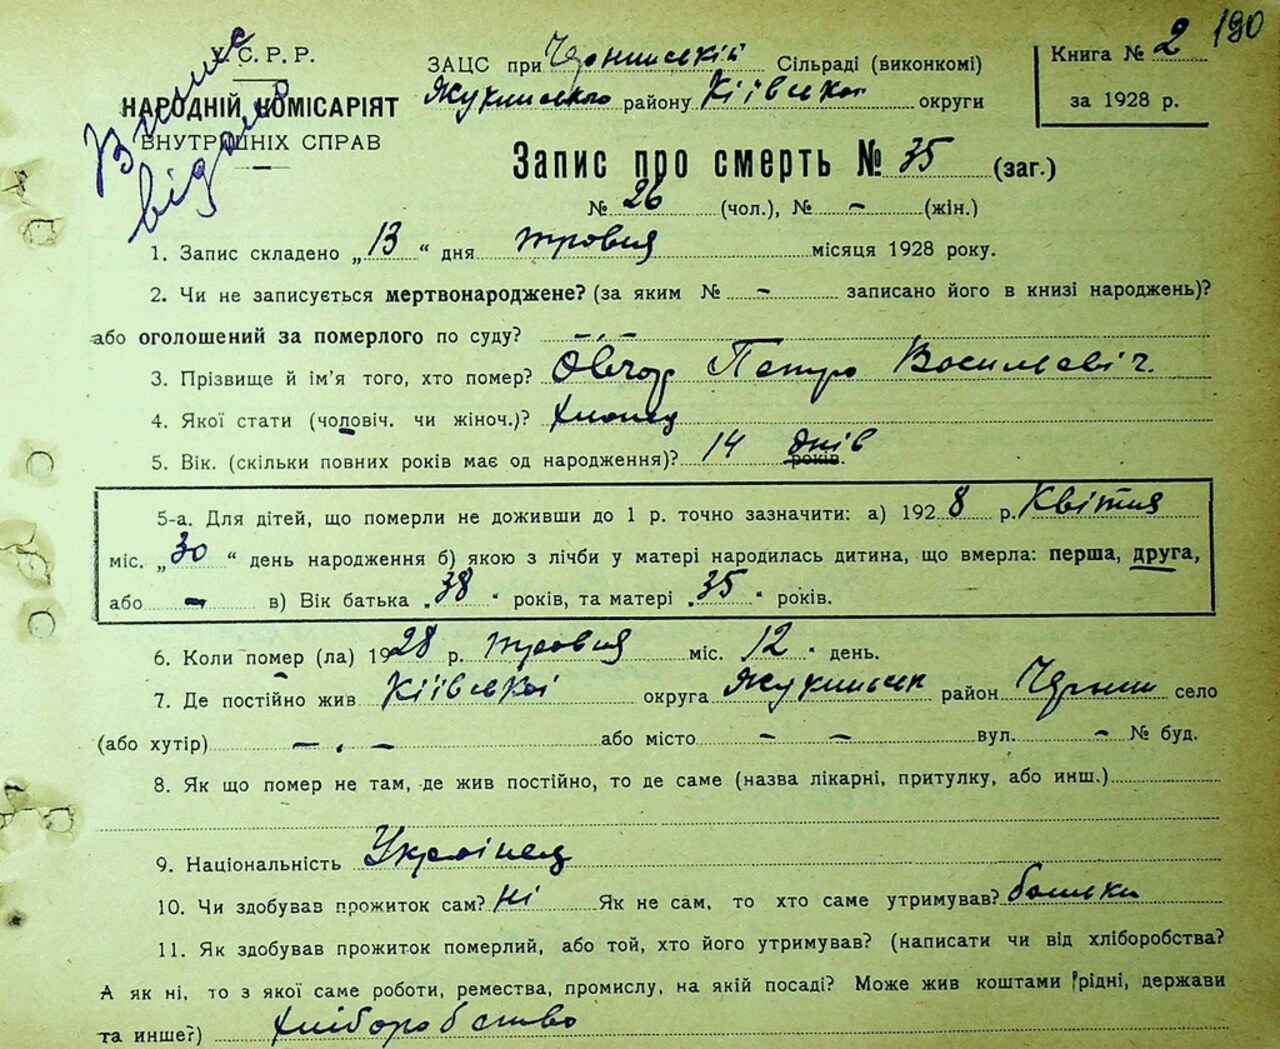 У.С.Р.Р.
НАРОДНІЙ КОМІСАРІЯТ
ВНУТРІШНІХ СПРАВ
відом
190
ЗАЦС при Сільраді (виконкомі)
району Київської округи
Книга № 2
за 1928 р.
Запис про смерть № 35 (заг.)
№ 26 (чол.), № - (жін.)
1. Запис складено „13“ дня травня місяця 1928 року.
2. Чи не записується мертвонароджене? (за яким № - записано його в книзі народжень)?
або оголошений за померлого по суду? - , -
3. Прізвище й ім'я того, хто помер? Овчар Петро Василевіч.
4. Якої стати (чоловіч. чи жіноч.)? Хлопец
5. Вік. (скільки повних років має од народження)? 14 днів років.
5-а. Для дітей, що померли не доживши до 1 р. точно зазначити: а) 1928 р. Квітня
міс. „30“ день народження б) якою з лічби у матері народилась дитина, що вмерла: перша, друга,
або - в) Вік батька „38“ років, та матері „35“ років.
6. Коли помер (ла) 1928 р. травня міс. 12 " день.
7. Де постійно жив Київської округа район село
(або хутір) - , - або місто - - вул. - № буд.
8. Як що помер не там, де жив постійно, то де саме (назва лікарні, притулку, або инш.)
9. Національність Українец
10. Чи здобував прожиток сам? Ні Як не сам, то хто саме утримував? батьки
11. Як здобував прожиток померлий, або той, хто його утримував? (написати чи від хліборобства?
А як ні, то з якої саме роботи, ремества, промислу, на якій посаді? Може жив коштами рідні, держави
та инше?) Хліборобство